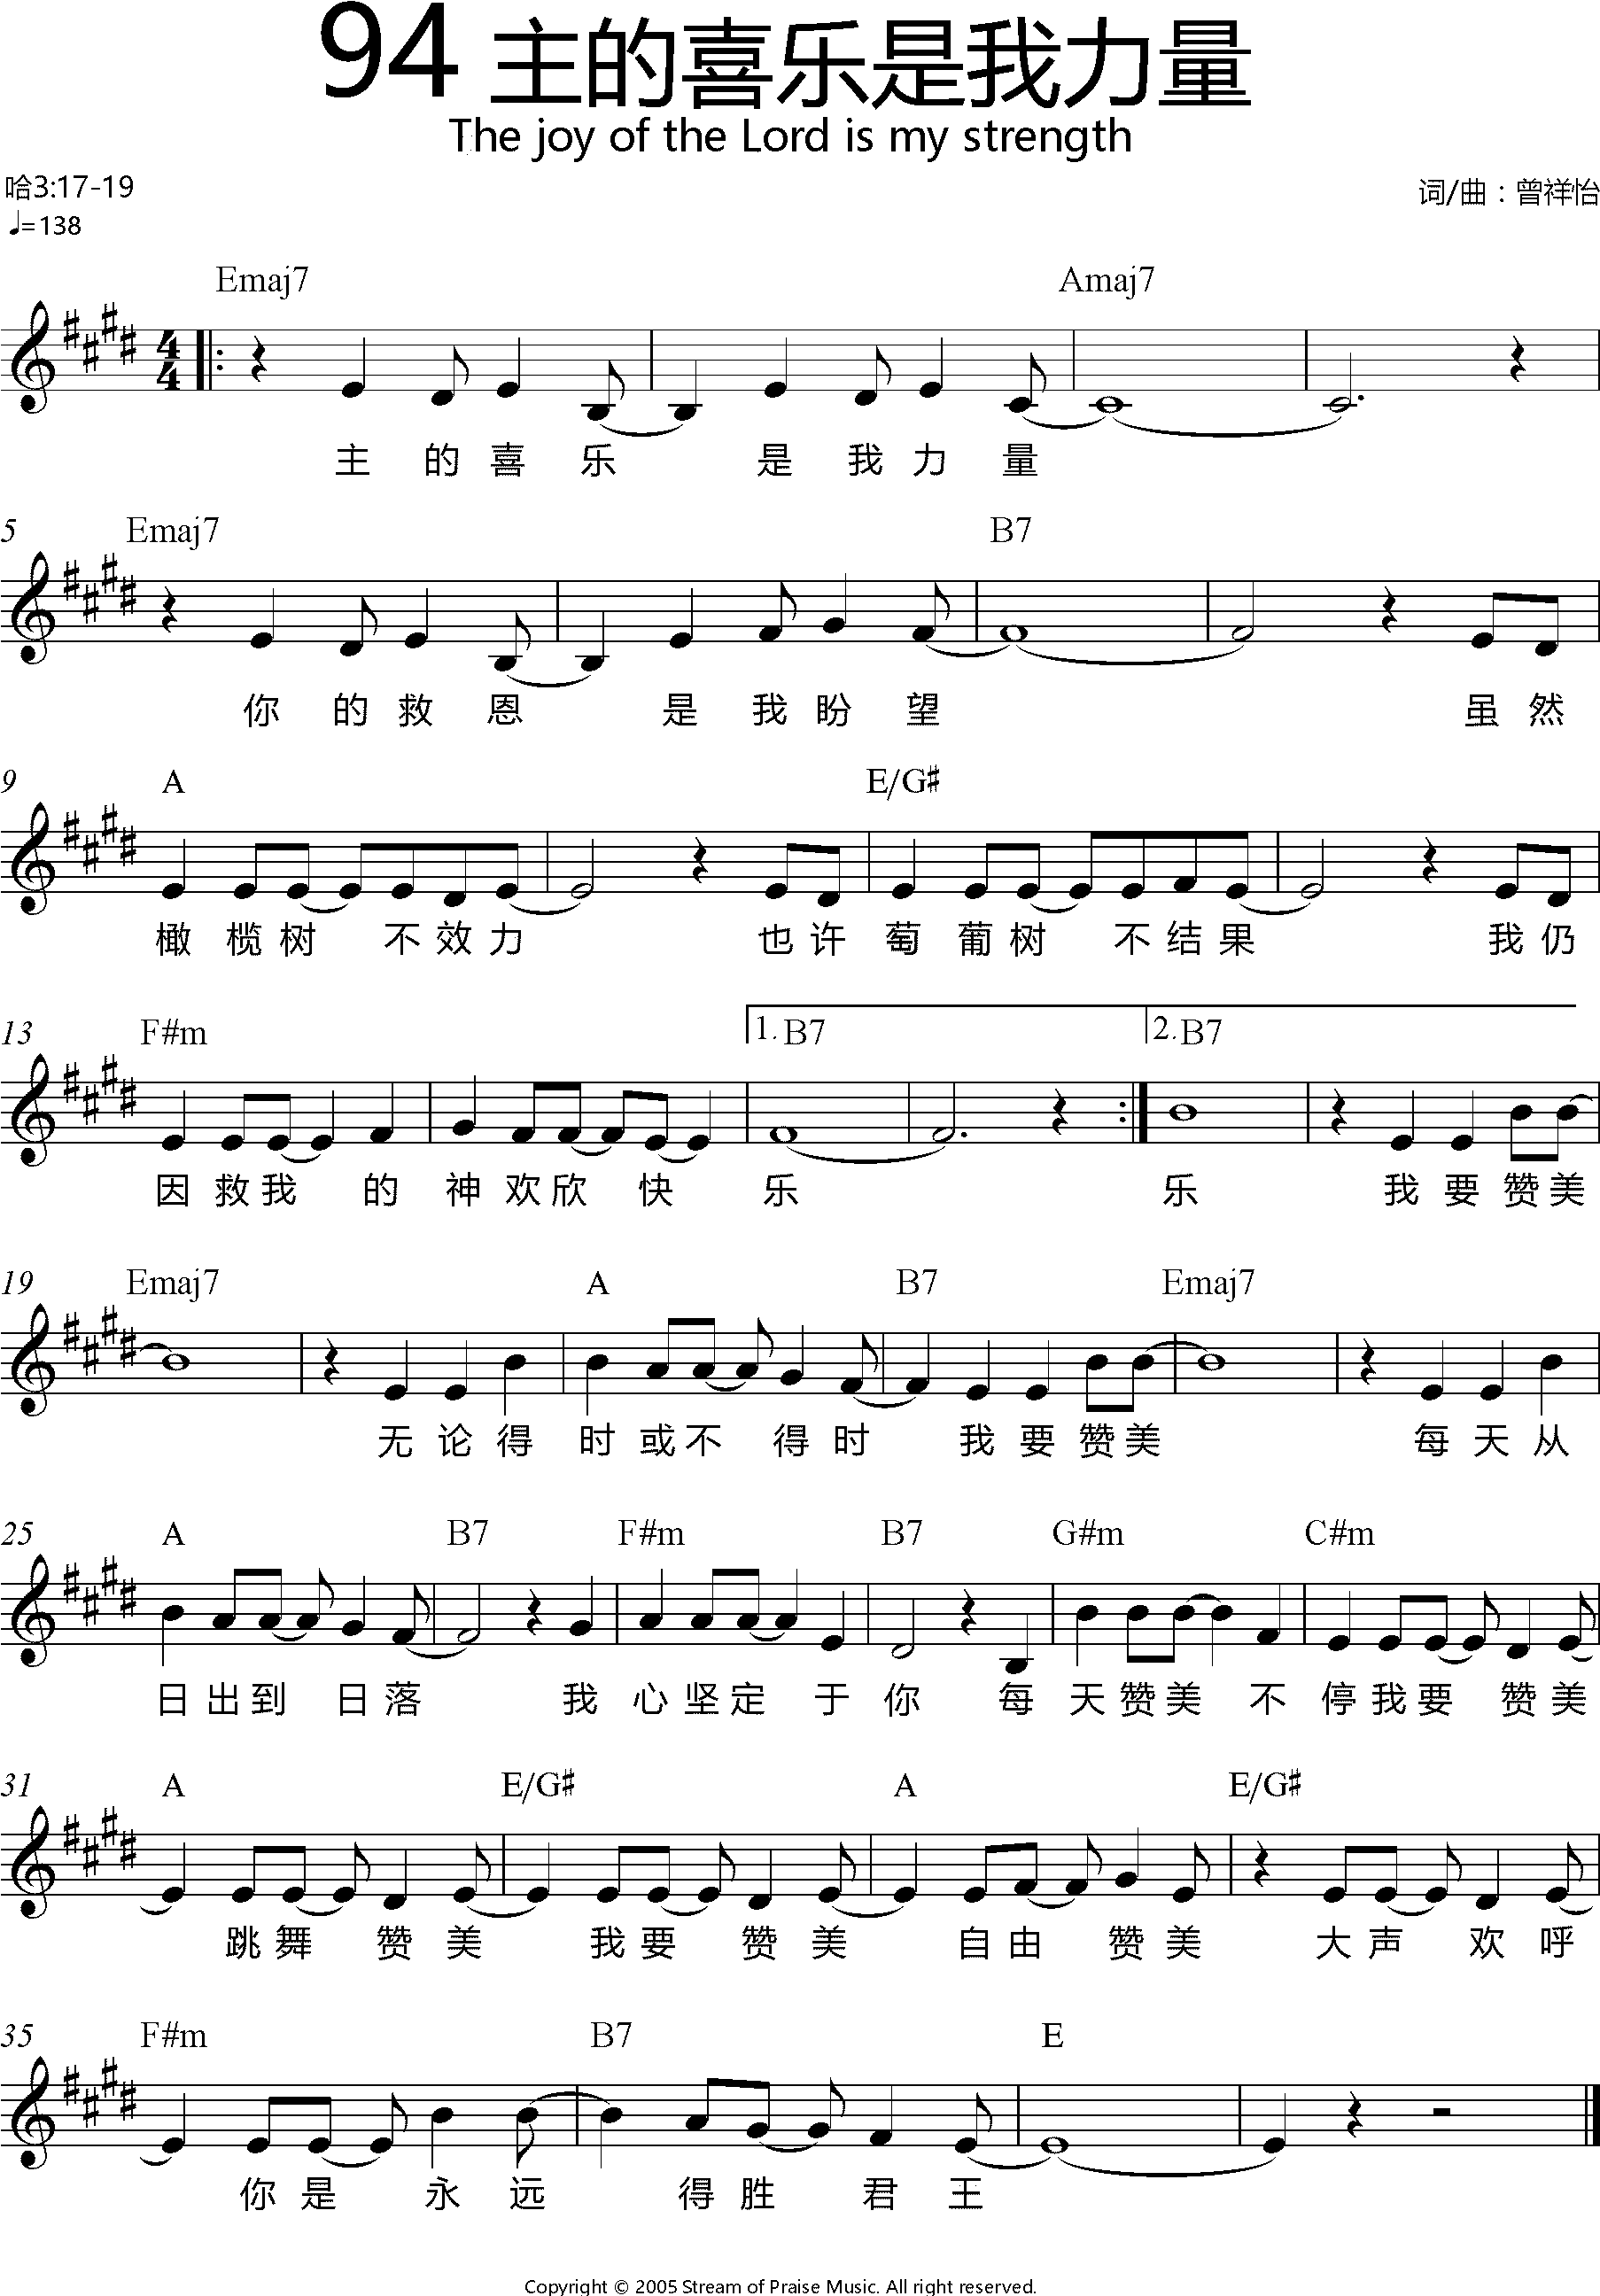 94 主的喜乐是我力量
The joy of the Lord is my strength
哈3:17-19
词/曲：曾祥怡
♩=138
Emaj7 Amaj7
4/4
主 的 喜 乐 是 我 力 量
5 Emaj7 B7
你 的 救 恩 是 我 盼 望 虽 然
9 A E/G♯
橄 榄 树 不 效 力 也 许 萄 葡 树 不 结 果 我 仍
13 F#m 1. B7 2. B7
因 救 我 的 神 欢 欣 快 乐 乐 我 要 赞 美
19 Emaj7 A B7 Emaj7
无 论 得 时 或 不 得 时 我 要 赞 美 每 天 从
25 A B7 F#m B7 G#m C#m
日 出 到 日 落 我 心 坚 定 于 你 每 天 赞 美 不 停 我 要 赞 美
31 A E/G♯ A E/G♯
跳 舞 赞 美 我 要 赞 美 自 由 赞 美 大 声 欢 呼
35 F#m B7 E
你 是 永 远 得 胜 君 王
Copyright © 2005 Stream of Praise Music. All right reserved.